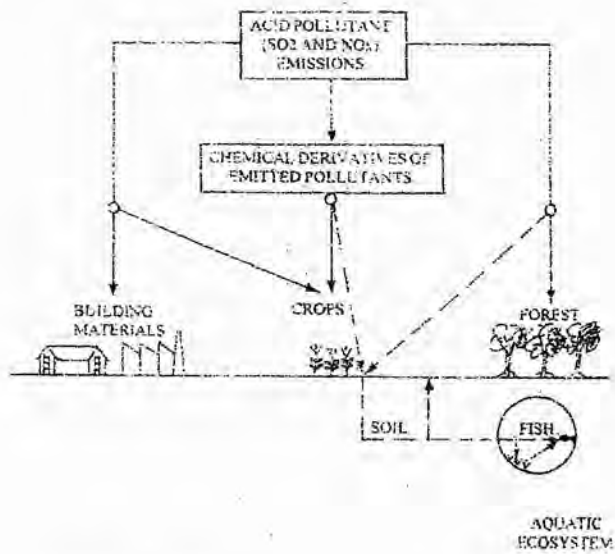 ACID POLLUTANT
(SO2 AND NOx)
EMISSIONS
CHEMICAL DERIVATIVES OF
EMITTED POLLUTANTS
BUILDING
MATERIALS
CROPS
FOREST
SOIL
FISH
AQUATIC
ECOSYSTEM